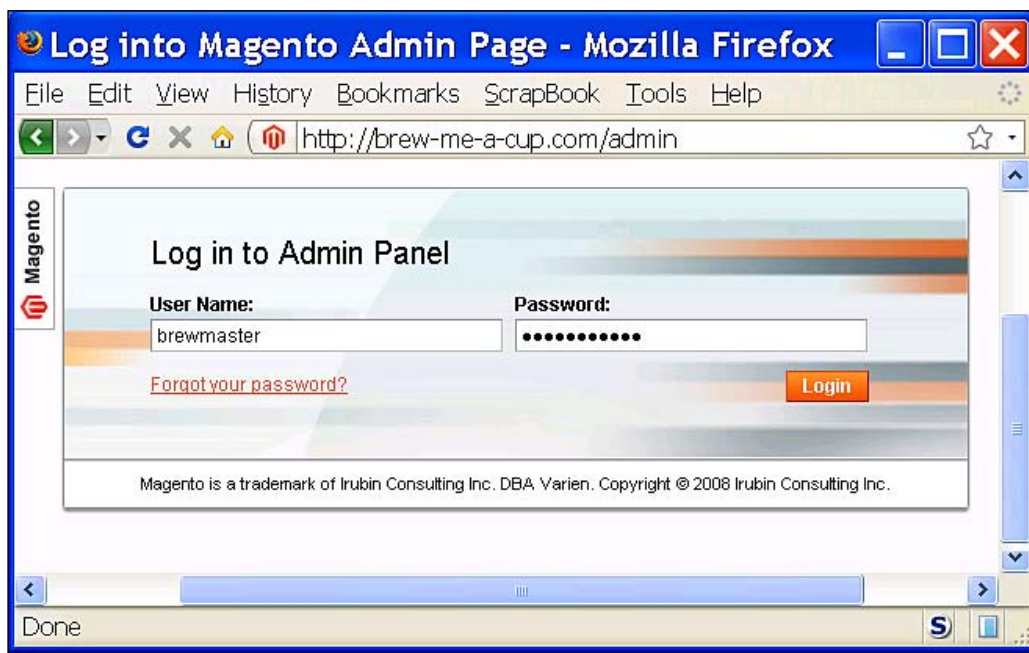 Log into Magento Admin Page - Mozilla Firefox
File Edit View History Bookmarks ScrapBook Tools Help
http://brew-me-a-cup.com/admin
Magento
Log in to Admin Panel
User Name: Password:
brewmaster •••••••••••
Forgot your password? Login
Magento is a trademark of Irubin Consulting Inc. DBA Varien. Copyright © 2008 Irubin Consulting Inc.
Done S